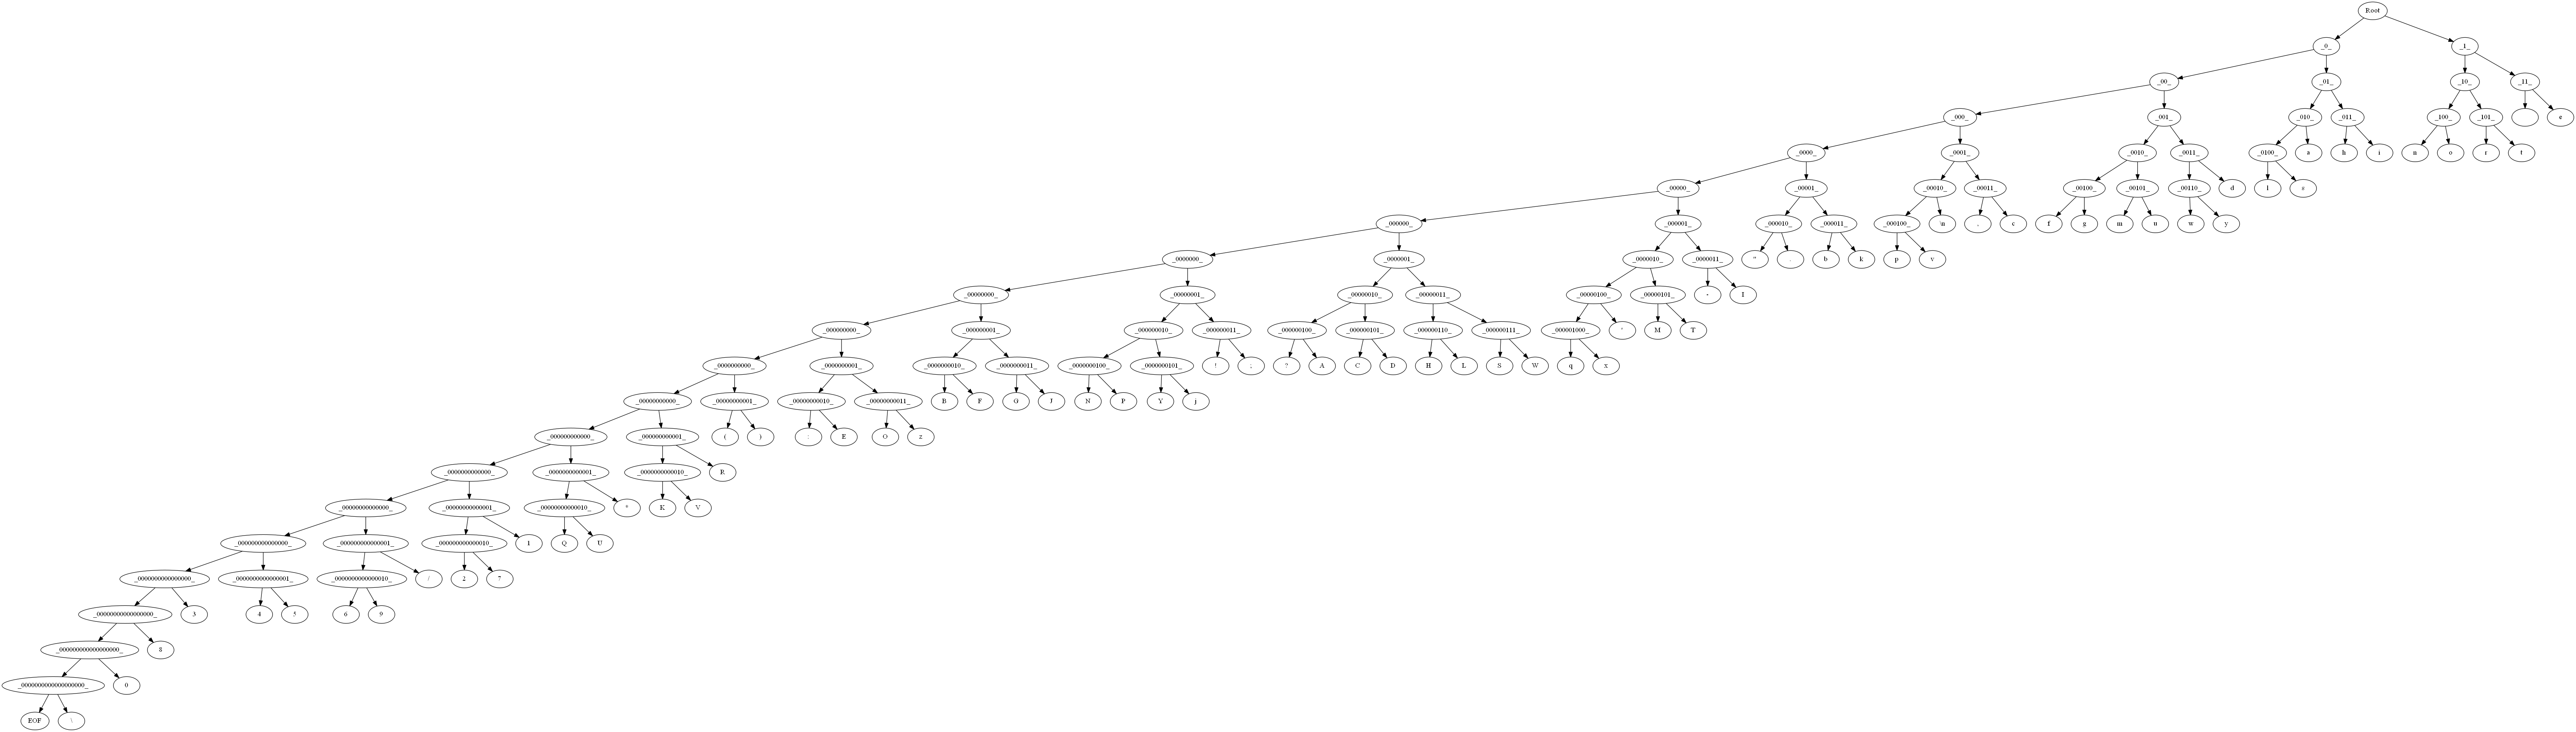 Root
_0_ _1_
_00_ _01_ _10_ _11_
_000_ _001_ _010_ _011_ _100_ _101_ e
_0000_ _0001_ _0010_ _0011_ _0100_ a h i n o r t
_00000_ _00001_ _00010_ _00011_ _00100_ _00101_ _00110_ d l s
_000000_ _000001_ _000010_ _000011_ _000100_ \n , c f g m u w y
_0000000_ _0000001_ _0000010_ _0000011_ " . b k p v
_00000000_ _00000001_ _00000010_ _00000011_ _00000100_ _00000101_ - I
_000000000_ _000000001_ _000000010_ _000000011_ _000000100_ _000000101_ _000000110_ _000000111_ _000001000_ ' M T
_0000000000_ _0000000001_ _0000000010_ _0000000011_ _0000000100_ _0000000101_ ! ; ? A C D H L S W q x
_00000000000_ _00000000001_ _00000000010_ _00000000011_ B F G J N P Y j
_000000000000_ _000000000001_ ( ) : E O z
_0000000000000_ _0000000000001_ _0000000000010_ R
_00000000000000_ _00000000000001_ _00000000000010_ * K V
_000000000000000_ _000000000000001_ _000000000000010_ 1 Q U
_0000000000000000_ _0000000000000001_ _0000000000000010_ / 2 7
_00000000000000000_ 3 4 5 6 9
_000000000000000000_ 8
_0000000000000000000_ 0
EOF \